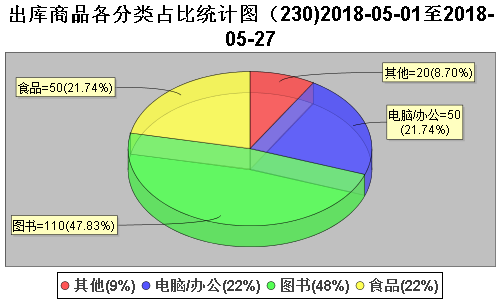 出库商品各分类占比统计图（230)2018-05-01至2018-
05-27
其他=20(8.70%)
食品=50(21.74%)
电脑/办公=50
(21.74%)
图书=110(47.83%)
其他(9%) 电脑/办公(22%) 图书(48%) 食品(22%)